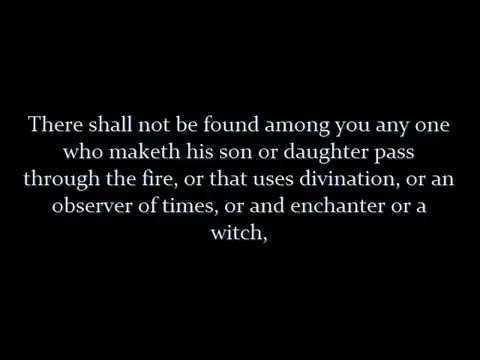 There shall not be found among you any one
who maketh his son or daughter pass
through the fire, or that uses divination, or an
observer of times, or and enchanter or a
witch,